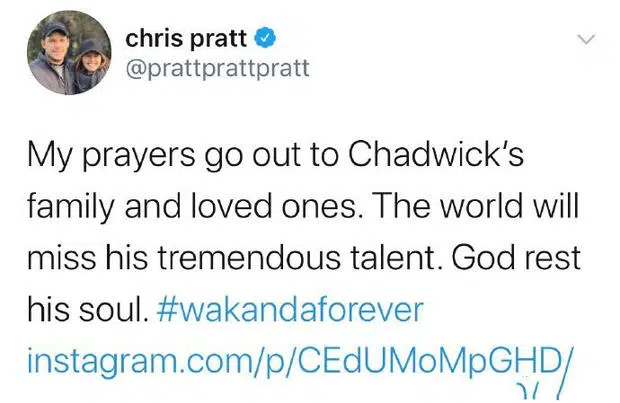 chris pratt
@prattprattpratt
My prayers go out to Chadwick's
family and loved ones. The world will
miss his tremendous talent. God rest
his soul. #wakandaforever
instagram.com/p/CEdUMoMpGHD/